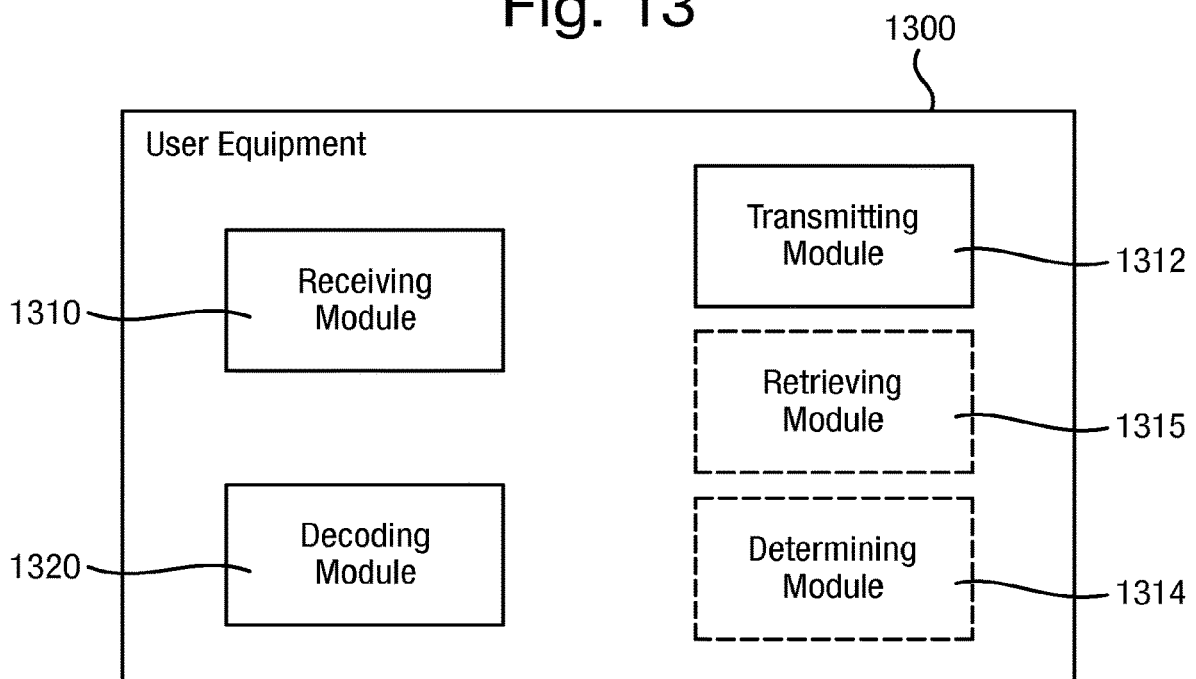 Fig. 13
1300
User Equipment
Transmitting
Module
1312
Receiving
Module
1310
Retrieving
Module
1315
Decoding
Module
1320
Determining
Module
1314